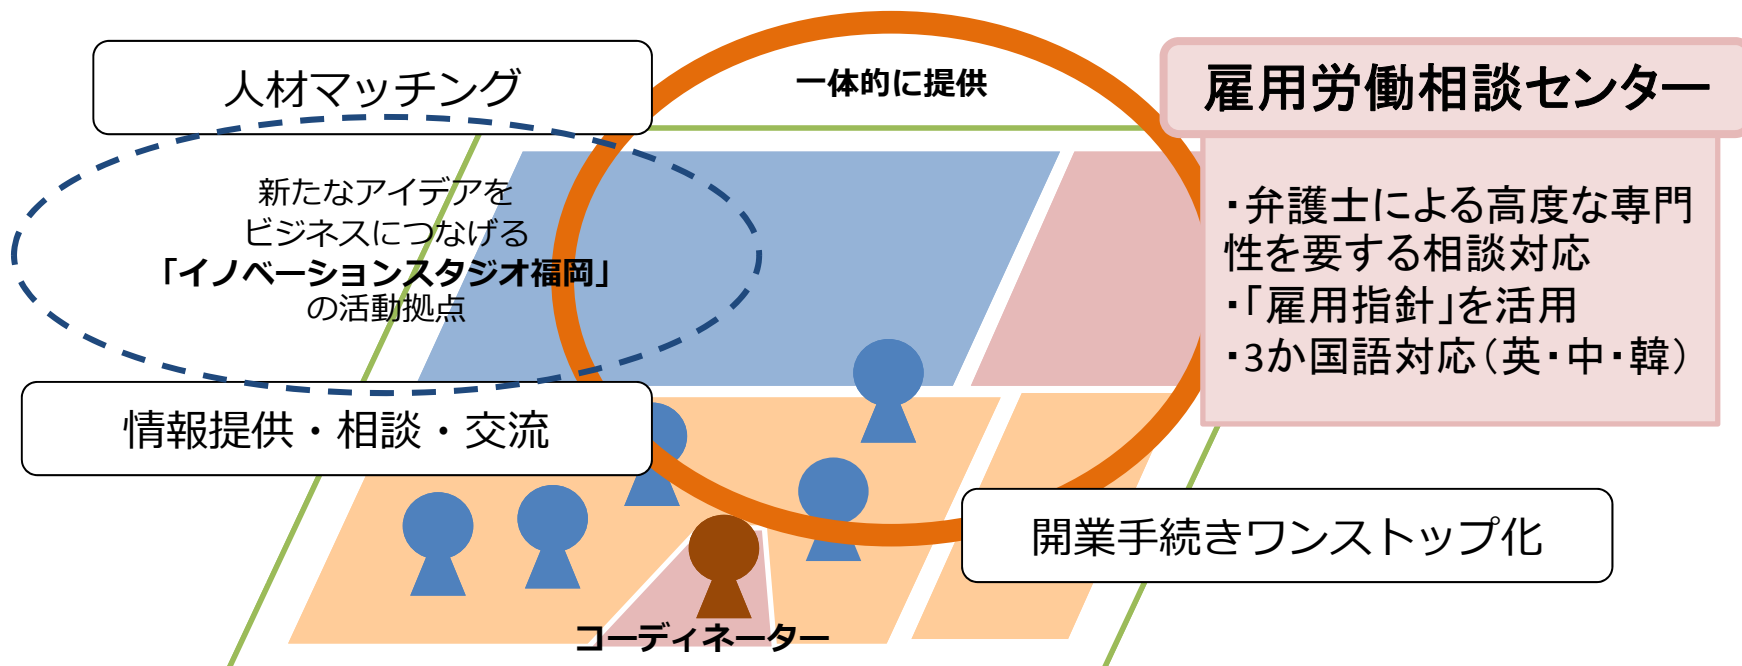 人材マッチング
一体的に提供
雇用労働相談センター
新たなアイデアを
ビジネスにつなげる
「イノベーションスタジオ福岡」
の活動拠点
・弁護士による高度な専門
性を要する相談対応
・「雇用指針」を活用
・3か国語対応（英・中・韓）
情報提供・相談・交流
開業手続きワンストップ化
コーディネーター